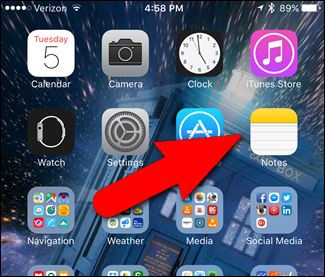 Verizon 4:58 PM 89%
Tuesday
5
Calendar Camera Clock iTunes Store
Watch Settings Notes
BOX
Navigation Weather Media Social Media